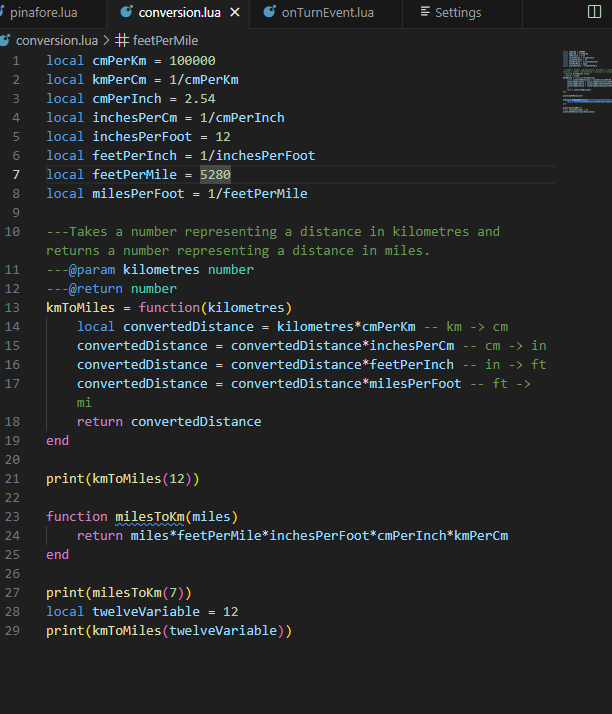 pinafore.lua conversion.lua × onTurnEvent.lua Settings
conversion.lua > feetPerMile
1 local cmPerKm = 100000
2 local kmPerCm = 1/cmPerKm
3 local cmPerInch = 2.54
4 local inchesPerCm = 1/cmPerInch
5 local inchesPerFoot = 12
6 local feetPerInch = 1/inchesPerFoot
7 local feetPerMile = 5280
8 local milesPerFoot = 1/feetPerMile
9
10 ---Takes a number representing a distance in kilometres and
returns a number representing a distance in miles.
11 ---@param kilometres number
12 ---@return number
13 kmToMiles = function(kilometres)
14 local convertedDistance = kilometres*cmPerKm -- km -> cm
15 convertedDistance = convertedDistance*inchesPerCm -- cm -> in
16 convertedDistance = convertedDistance*feetPerInch -- in -> ft
17 convertedDistance = convertedDistance*milesPerFoot -- ft ->
mi
18 return convertedDistance
19 end
20
21 print(kmToMiles(12))
22
23 function milesToKm(miles)
24 return miles*feetPerMile*inchesPerFoot*cmPerInch*kmPerCm
25 end
26
27 print(milesToKm(7))
28 local twelveVariable = 12
29 print(kmToMiles(twelveVariable))